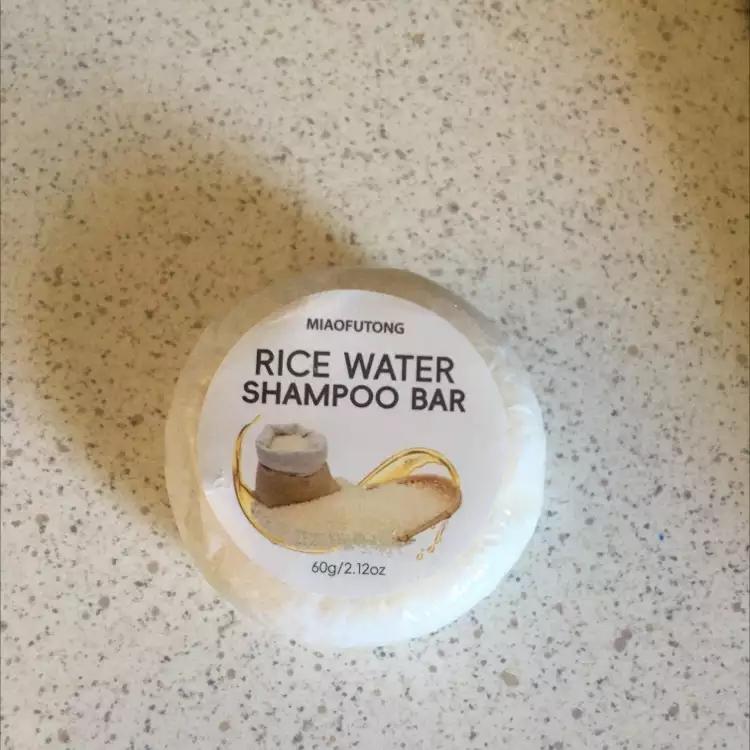 MIAOFUTONG
RICE WATER
SHAMPOO BAR
60g/2.12oz